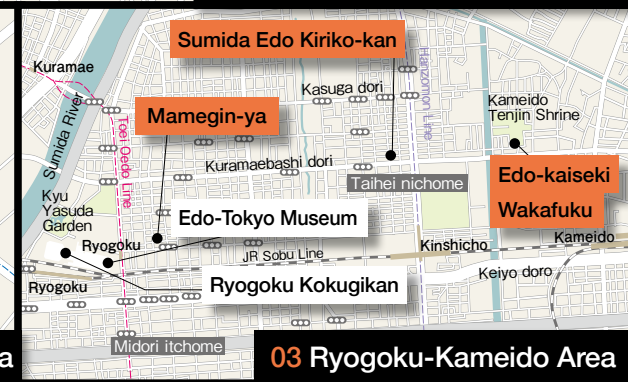 Sumida Edo Kiriko-kan
Kuramae
Hanzomon Line
Kasuga dori
Kameido
Tenjin Shrine
Mamegin-ya
Sumida River
Toei Oedo Line
Kuramaebashi dori
Taihei nichome
Edo-kaiseki
Wakafuku
Kyu
Yasuda
Garden
Edo-Tokyo Museum
Ryogoku
JR Sobu Line
Kinshicho
Kameido
Keiyo doro
Ryogoku
Ryogoku Kokugikan
Midori itchome
a
03 Ryogoku-Kameido Area